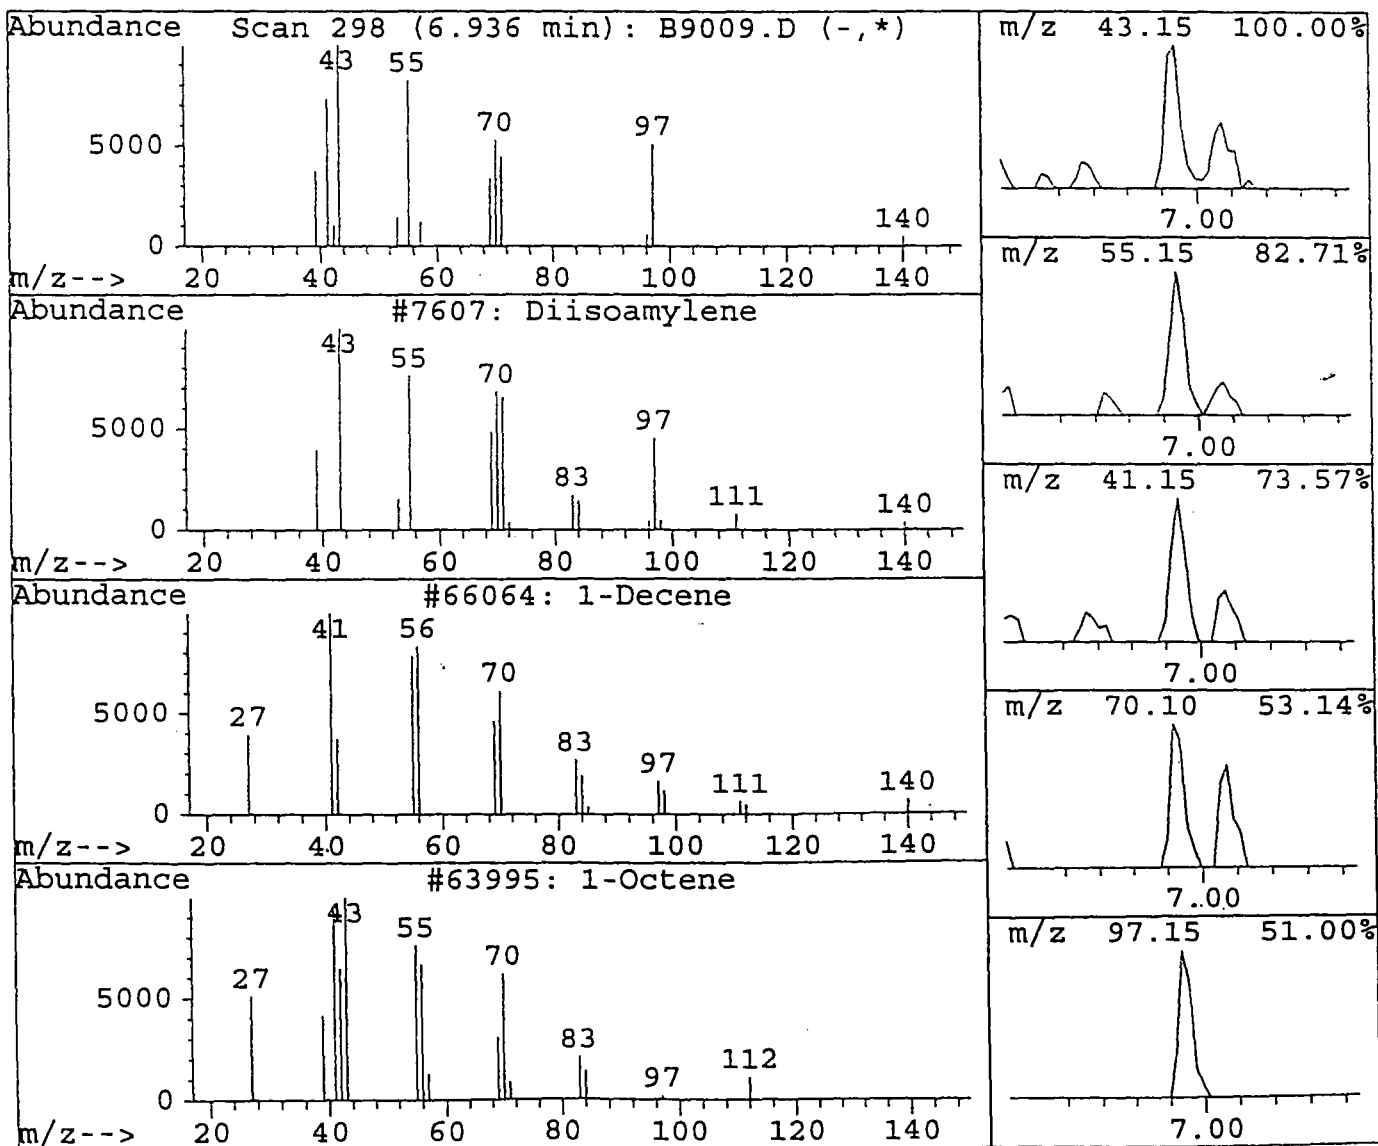 Abundance Scan 298 (6.936 min): B9009.D (-,*)
43 55
70 97
5000
140
0
m/z--> 20 40 60 80 100 120 140
Abundance #7607: Diisoamylene
43 55
70
5000 97
83
111 140
0
m/z--> 20 40 60 80 100 120 140
Abundance #66064: 1-Decene
41 56
70
5000
27
83
97 111 140
0
m/z--> 20 40 60 80 100 120 140
Abundance #63995: 1-Octene
43 55
70
27
5000
83
97 112
0
m/z--> 20 40 60 80 100 120 140
m/z 43.15 100.00%
7.00
m/z 55.15 82.71%
7.00
m/z 41.15 73.57%
7.00
m/z 70.10 53.14%
7.00
m/z 97.15 51.00%
7.00